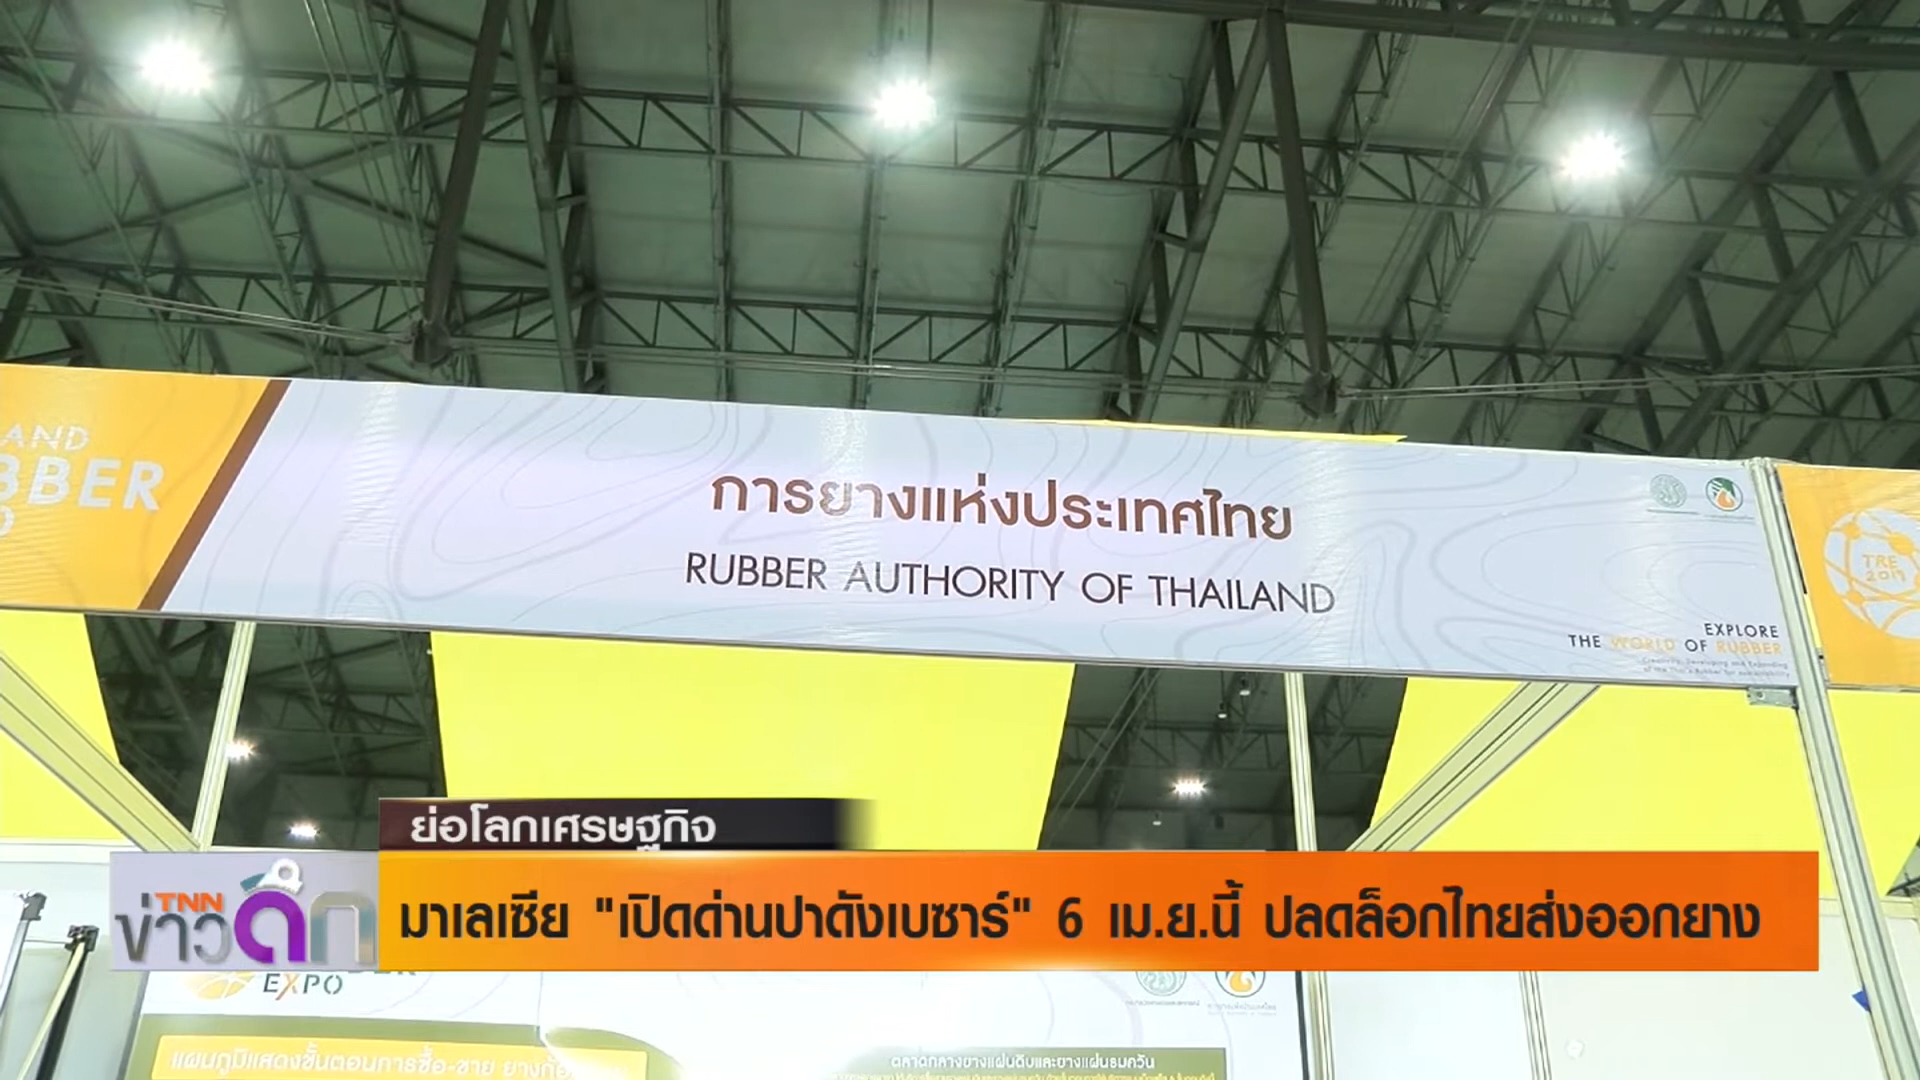 AND
BBER
การยางแห่งประเทศไทย
RUBBER AUTHORITY OF THAILAND
TRE
2017
EXPLORE
THE WORLD OF RUBBER
ย่อโลกเศรษฐกิจ
TNN
ข่าวดึก
มาเลเซีย "เปิดด่านปาดังเบซาร์" 6 เม.ย.นี้ ปลดล็อกไทยส่งออกยาง
EXPO
แผนภูมิแสดงขั้นตอนการซื้อ-ขาย ยางก้อ
ตลาดกลางยางแผ่นดิบและยางแผ่นรมควัน